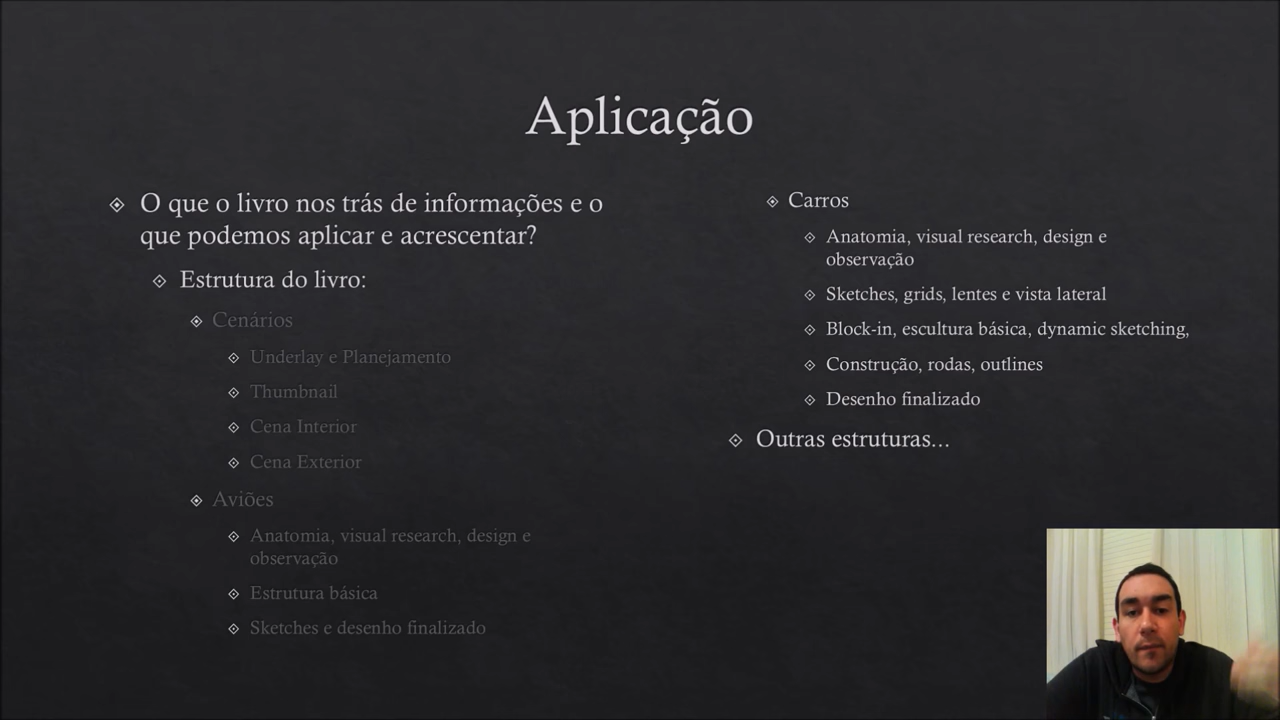 Aplicação
O que o livro nos trás de informações e o
que podemos aplicar e acrescentar?
Estrutura do livro:
Cenários
Underlay e Planejamento
Thumbnail
Cena Interior
Cena Exterior
Aviões
Anatomia, visual research, design e
observação
Estrutura básica
Sketches e desenho finalizado
Carros
Anatomia, visual research, design e
observação
Sketches, grids, lentes e vista lateral
Block-in, escultura básica, dynamic sketching,
Construção, rodas, outlines
Desenho finalizado
Outras estruturas...